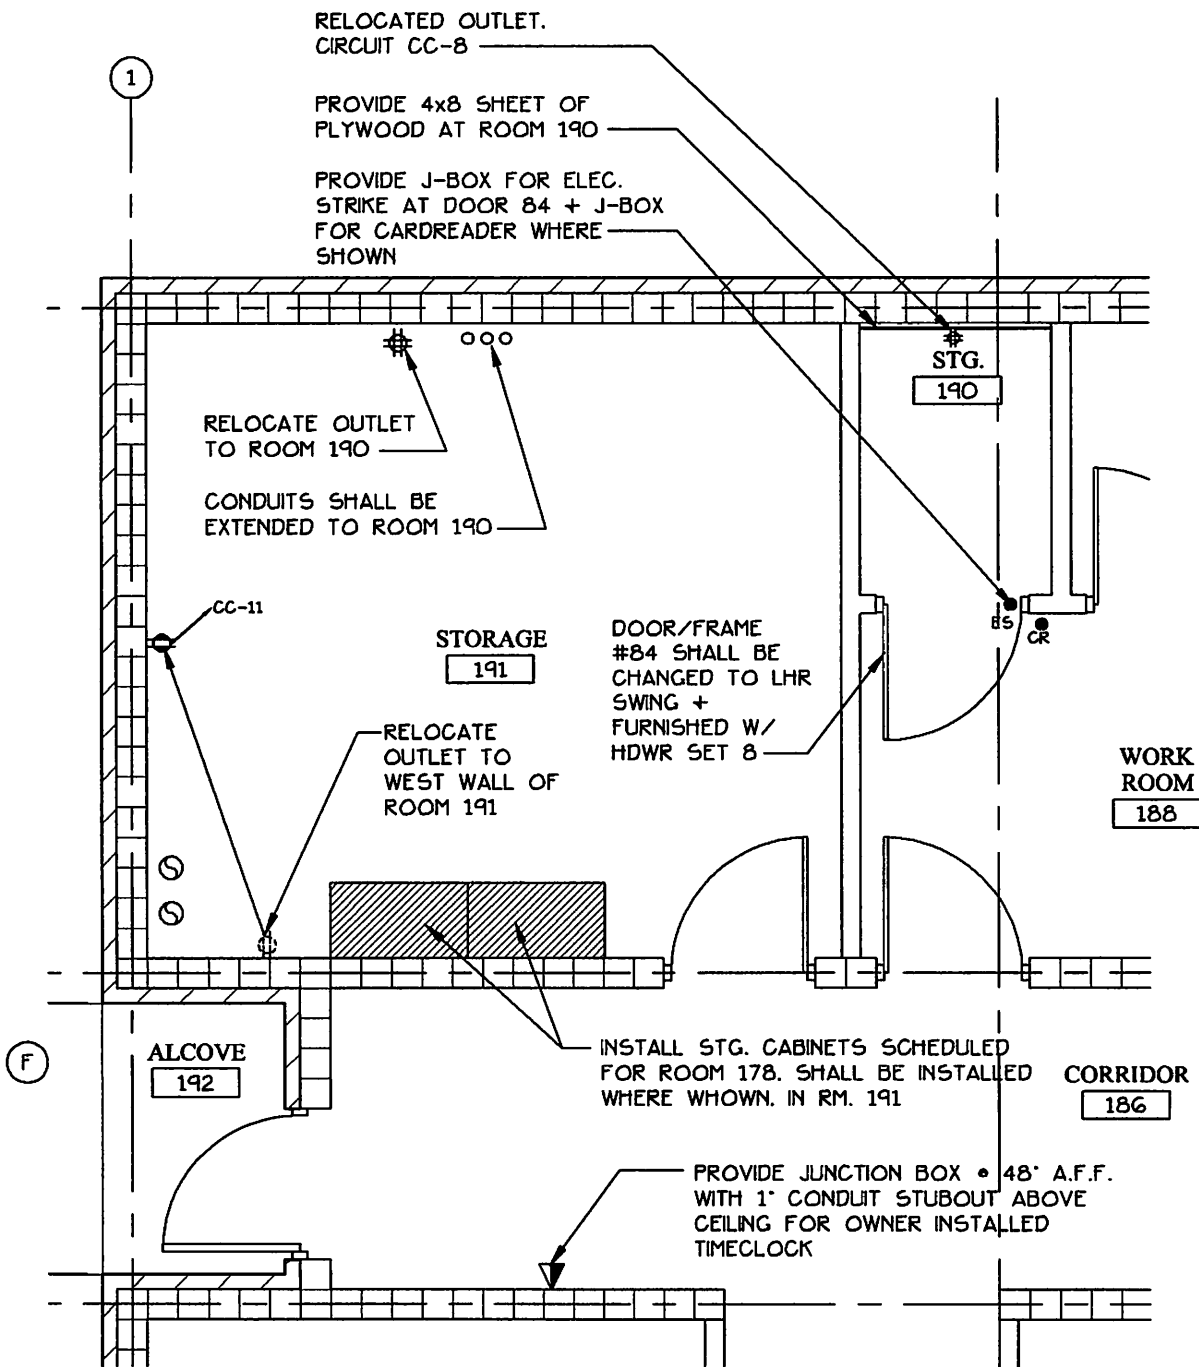 RELOCATED OUTLET.
CIRCUIT CC-8
1
PROVIDE 4x8 SHEET OF
PLYWOOD AT ROOM 190
PROVIDE J-BOX FOR ELEC.
STRIKE AT DOOR 84 + J-BOX
FOR CARDREADER WHERE
SHOWN
STG.
190
RELOCATE OUTLET
TO ROOM 190
CONDUITS SHALL BE
EXTENDED TO ROOM 190
CC-11
STORAGE
191
DOOR/FRAME
#84 SHALL BE
CHANGED TO LHR
SWING +
FURNISHED W/
HDWR SET 8
ES
CR
RELOCATE
OUTLET TO
WEST WALL OF
ROOM 191
WORK
ROOM
188
F
ALCOVE
192
INSTALL STG. CABINETS SCHEDULED
FOR ROOM 178. SHALL BE INSTALLED
WHERE WHOWN. IN RM. 191
CORRIDOR
186
PROVIDE JUNCTION BOX @ 48" A.F.F.
WITH 1" CONDUIT STUBOUT ABOVE
CEILING FOR OWNER INSTALLED
TIMECLOCK